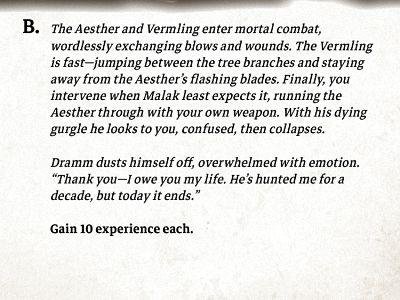 B. The Aesther and Vermling enter mortal combat,
wordlessly exchanging blows and wounds. The Vermling
is fast—jumping between the tree branches and staying
away from the Aesther's flashing blades. Finally, you
intervene when Malak least expects it, running the
Aesther through with your own weapon. With his dying
gurgle he looks to you, confused, then collapses.
Dramm dusts himself off, overwhelmed with emotion.
“Thank you—I owe you my life. He's hunted me for a
decade, but today it ends.”
Gain 10 experience each.